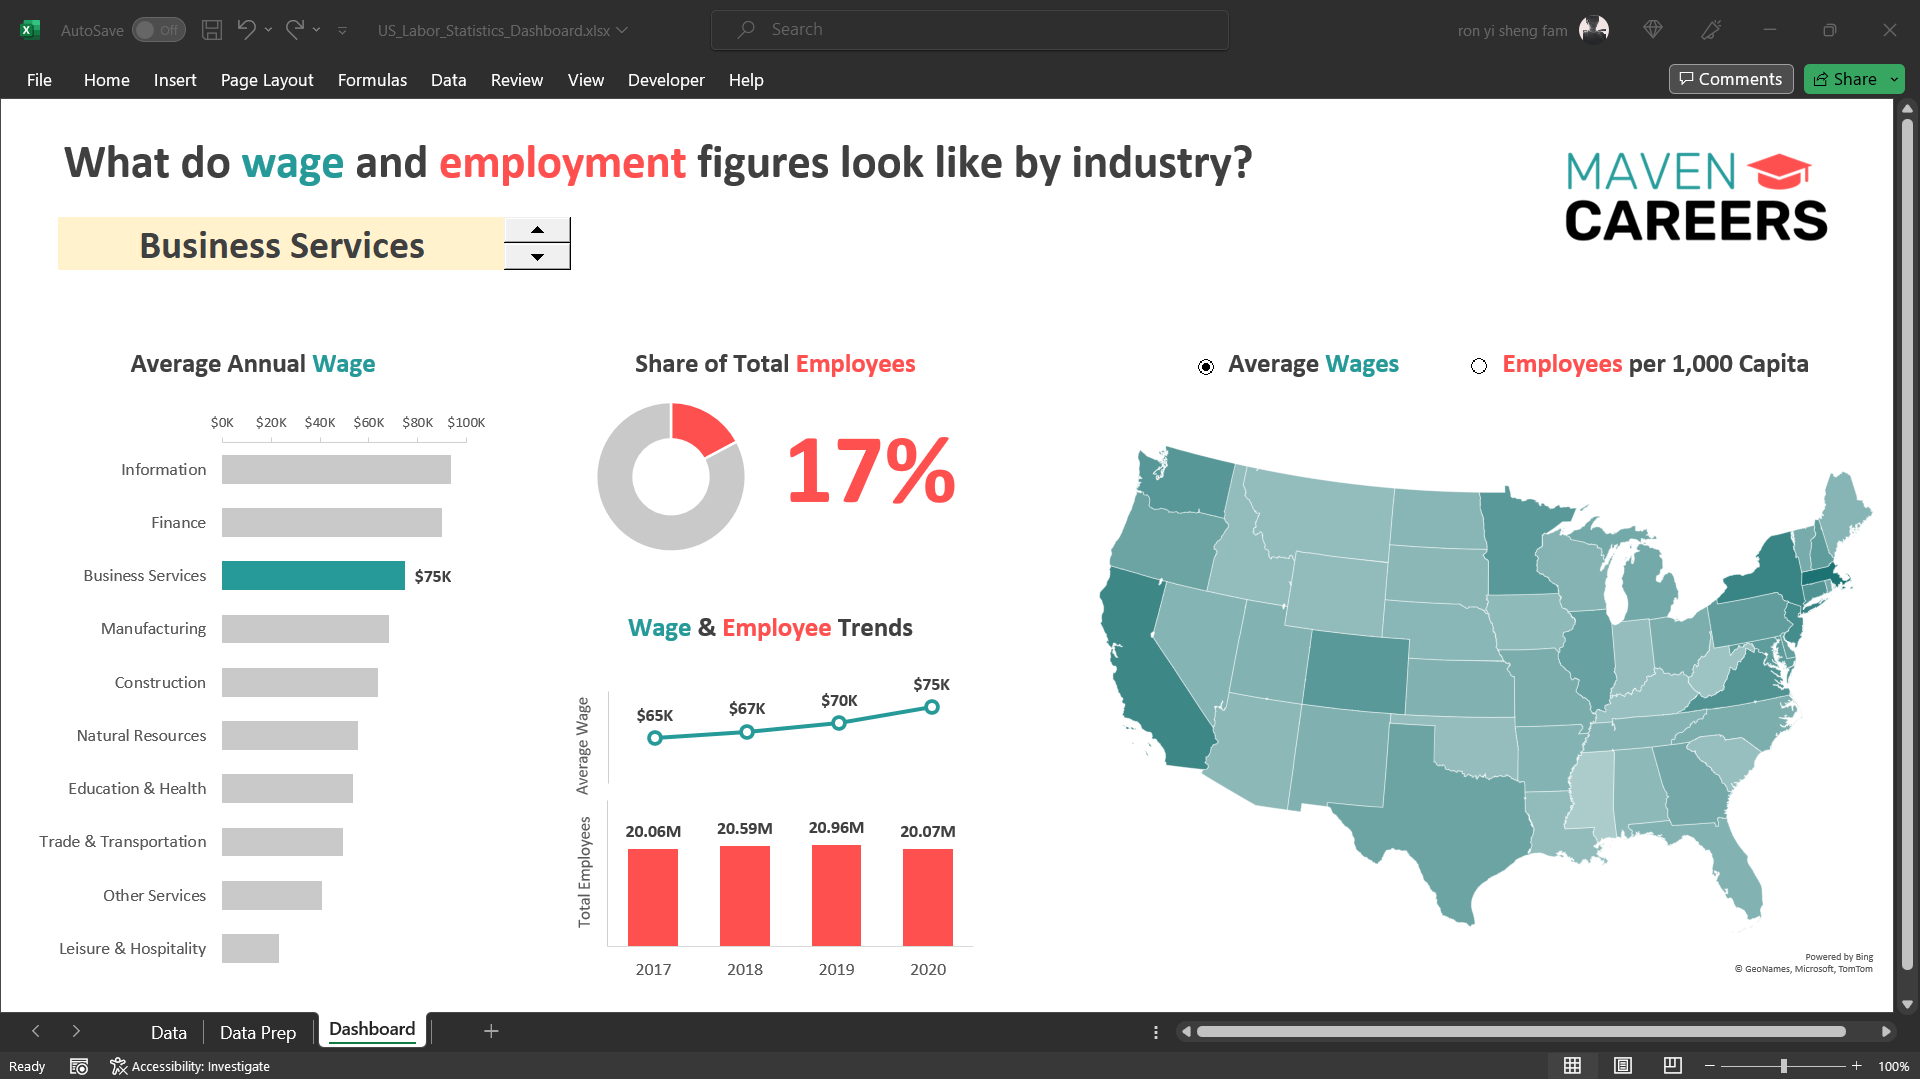 AutoSave Off US_Labor_Statistics_Dashboard.xlsx Search ron yi sheng fam
File Home Insert Page Layout Formulas Data Review View Developer Help Comments Share
What do wage and employment figures look like by industry?
MAVEN
CAREERS
Business Services
Average Annual Wage
$0K $20K $40K $60K $80K $100K
Information
Finance
Business Services $75K
Manufacturing
Construction
Natural Resources
Education & Health
Trade & Transportation
Other Services
Leisure & Hospitality
Share of Total Employees
17%
Wage & Employee Trends
Average Wage
$65K $67K $70K $75K
Total Employees
20.06M 20.59M 20.96M 20.07M
2017 2018 2019 2020
Average Wages Employees per 1,000 Capita
Powered by Bing
© GeoNames, Microsoft, TomTom
Data Data Prep Dashboard
Ready Accessibility: Investigate 100%